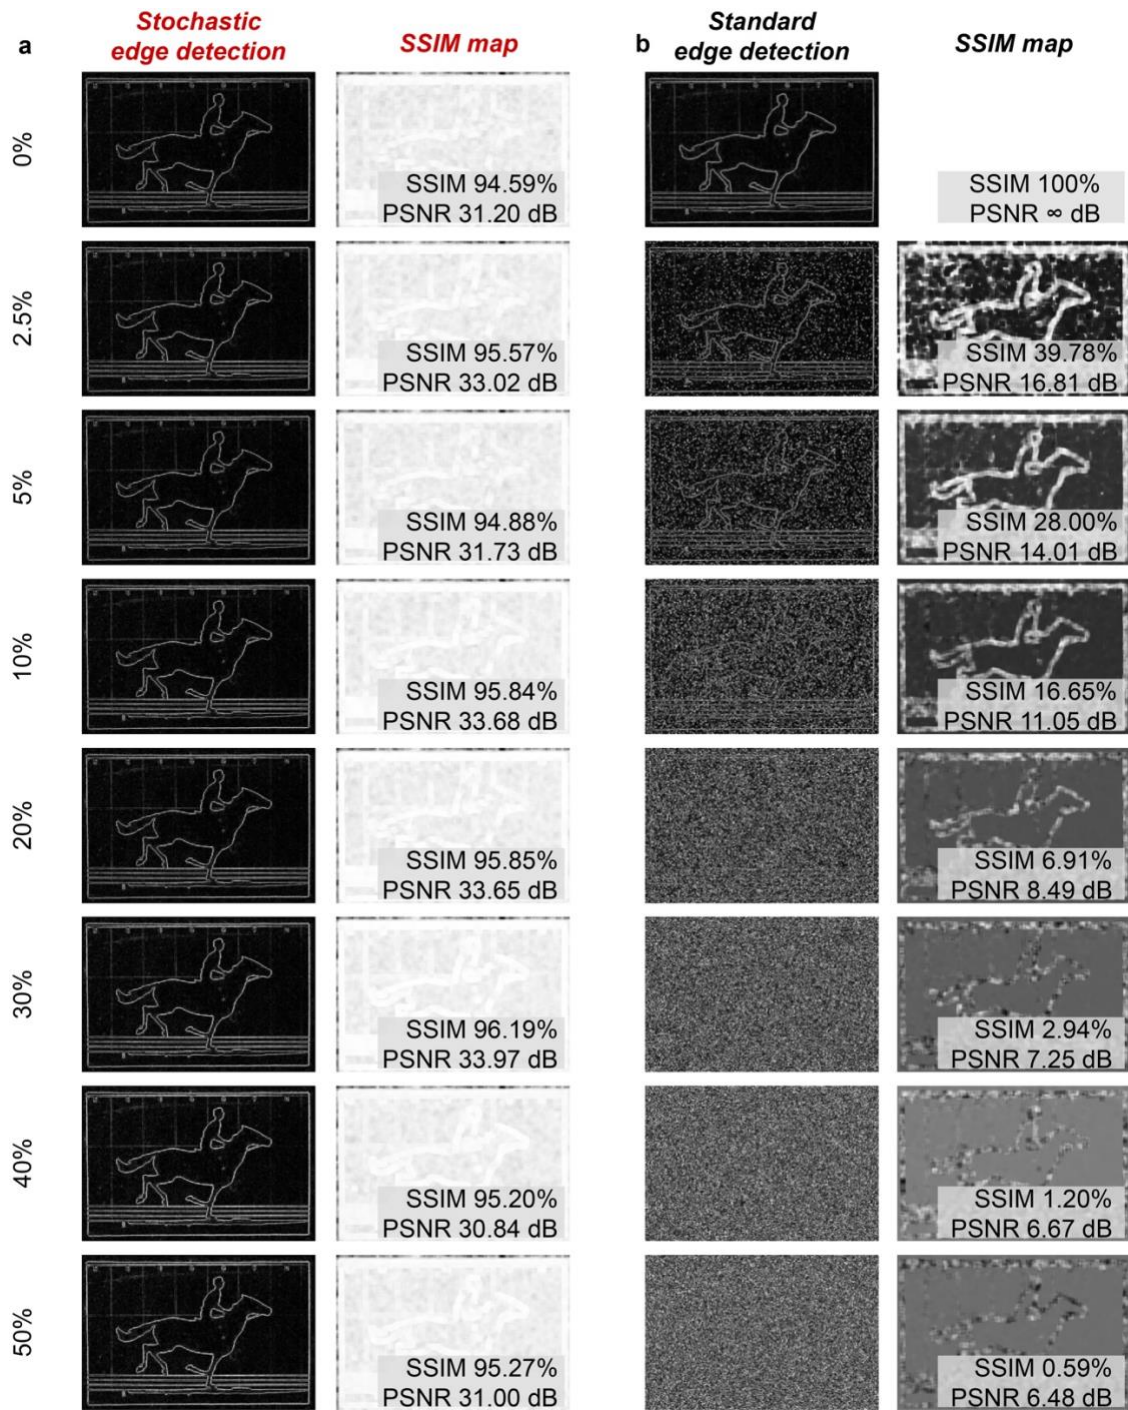 a
Stochastic
edge detection
SSIM map
b
Standard
edge detection
SSIM map
0%
SSIM 94.59%
PSNR 31.20 dB
SSIM 100%
PSNR ∞ dB
2.5%
SSIM 95.57%
PSNR 33.02 dB
SSIM 39.78%
PSNR 16.81 dB
5%
SSIM 94.88%
PSNR 31.73 dB
SSIM 28.00%
PSNR 14.01 dB
10%
SSIM 95.84%
PSNR 33.68 dB
SSIM 16.65%
PSNR 11.05 dB
20%
SSIM 95.85%
PSNR 33.65 dB
SSIM 6.91%
PSNR 8.49 dB
30%
SSIM 96.19%
PSNR 33.97 dB
SSIM 2.94%
PSNR 7.25 dB
40%
SSIM 95.20%
PSNR 30.84 dB
SSIM 1.20%
PSNR 6.67 dB
50%
SSIM 95.27%
PSNR 31.00 dB
SSIM 0.59%
PSNR 6.48 dB